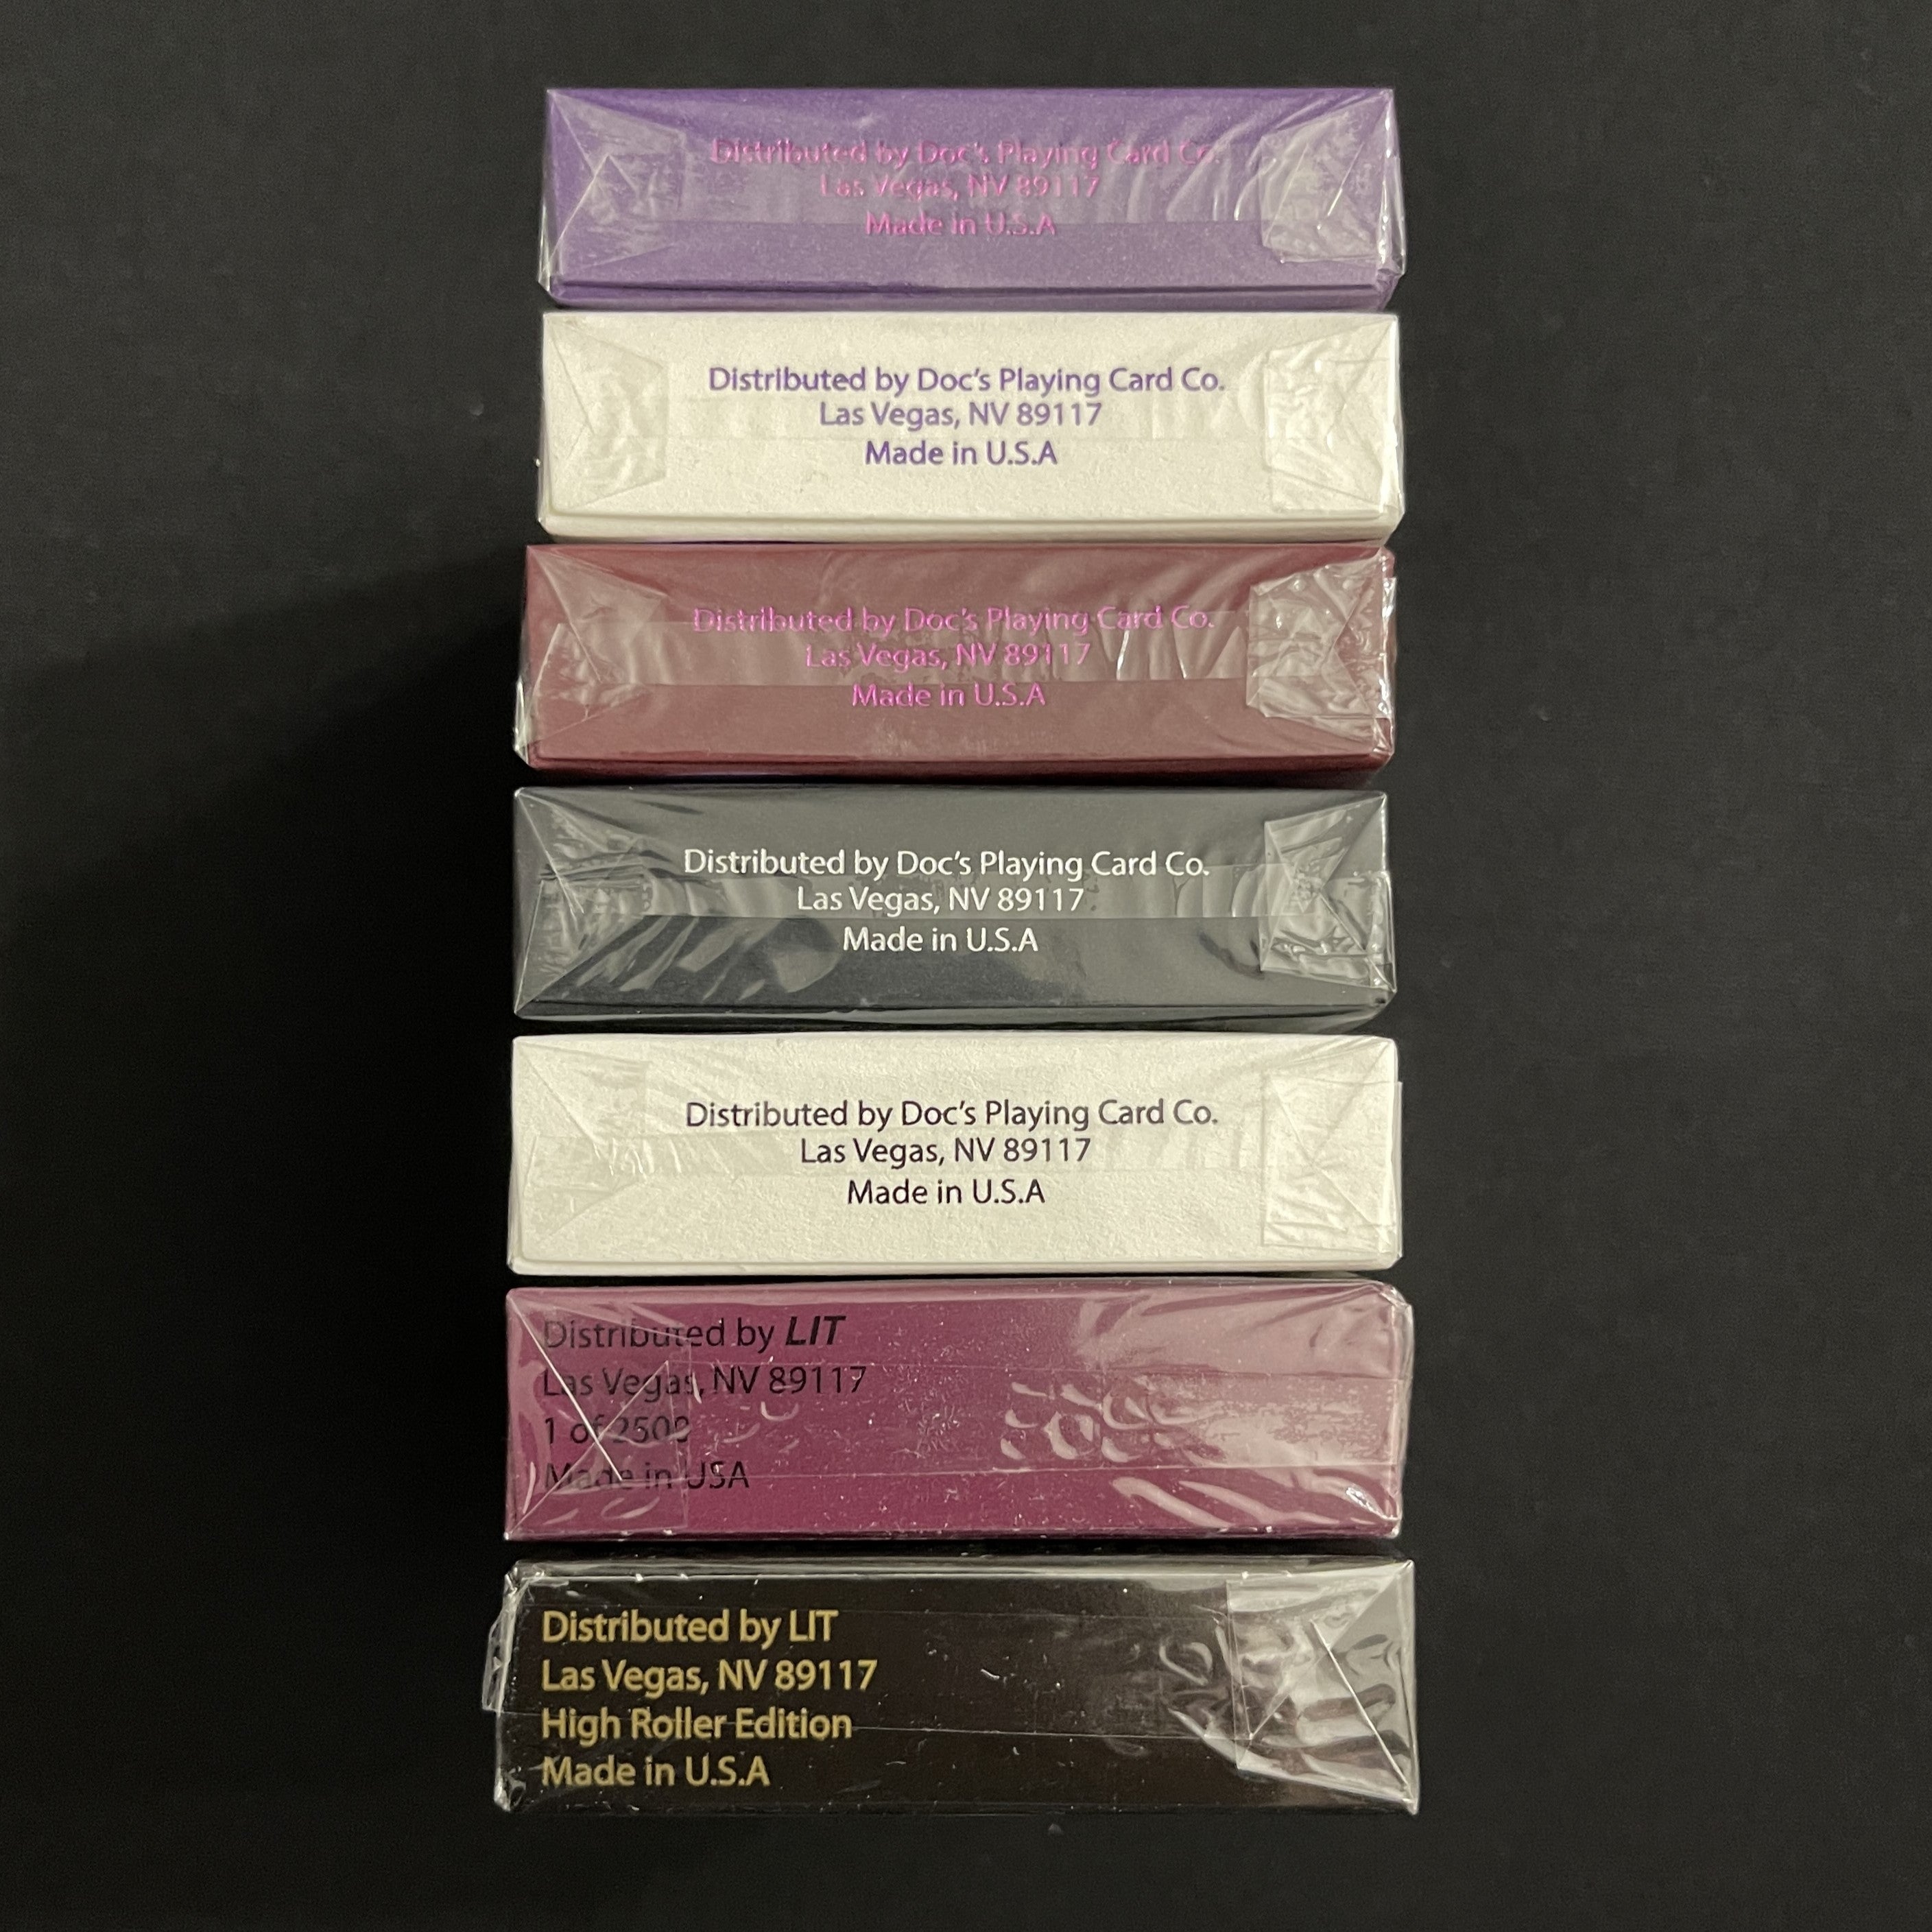 Distributed by Doc's Playing Card Co.
Las Vegas, NV 89117
Made in U.S.A
Distributed by Doc's Playing Card Co.
Las Vegas, NV 89117
Made in U.S.A
Distributed by Doc's Playing Card Co.
Las Vegas, NV 89117
Made in U.S.A
Distributed by Doc's Playing Card Co.
Las Vegas, NV 89117
Made in U.S.A
Distributed by Doc's Playing Card Co.
Las Vegas, NV 89117
Made in U.S.A
Distributed by LIT
Las Vegas, NV 89117
1 of 2500
Made in USA
Distributed by LIT
Las Vegas, NV 89117
High Roller Edition
Made in U.S.A